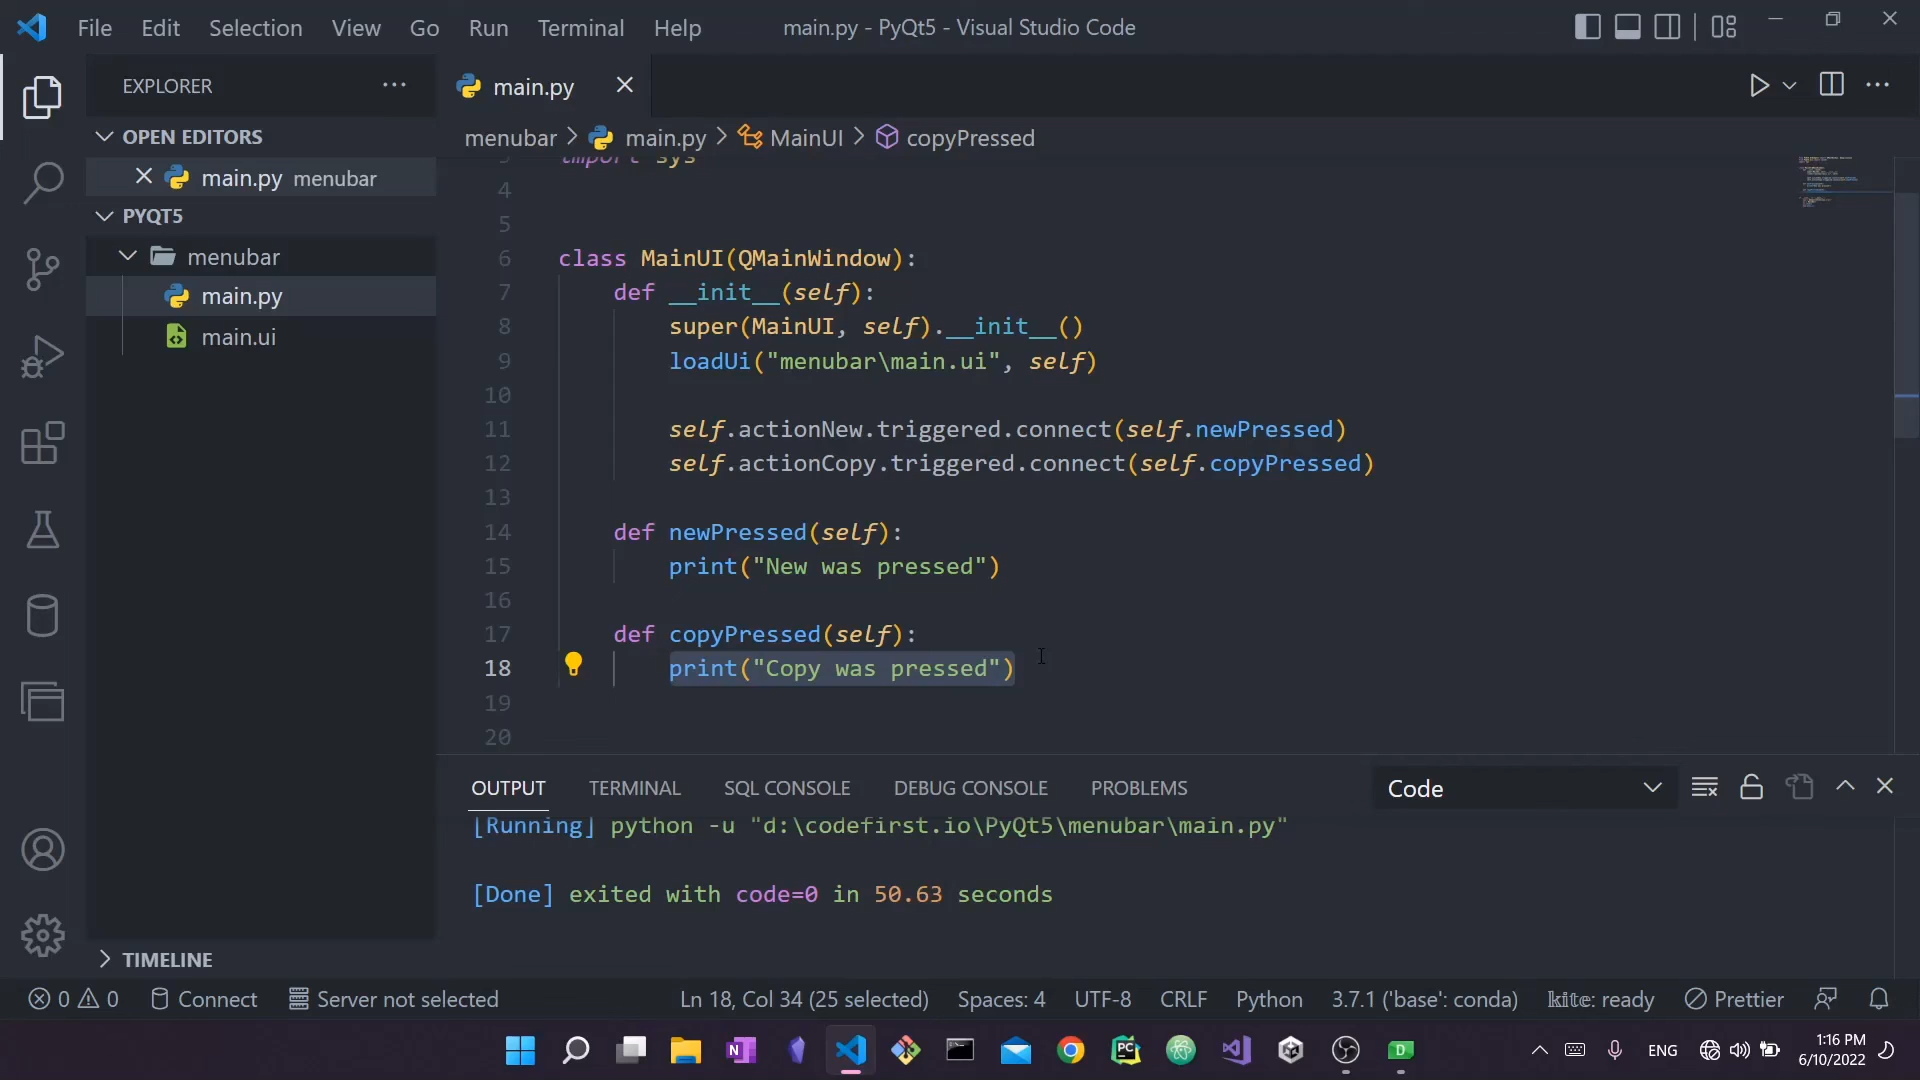 File Edit Selection View Go Run Terminal Help main.py - PyQt5 - Visual Studio Code
EXPLORER
OPEN EDITORS
main.py menubar
PYQT5
menubar
main.py
main.ui
TIMELINE
main.py
menubar main.py MainUI copyPressed
3 import sys
4
5
6 class MainUI(QMainWindow):
7 def __init__(self):
8 super(MainUI, self).__init__()
9 loadUi("menubar\main.ui", self)
10
11 self.actionNew.triggered.connect(self.newPressed)
12 self.actionCopy.triggered.connect(self.copyPressed)
13
14 def newPressed(self):
15 print("New was pressed")
16
17 def copyPressed(self):
18 print("Copy was pressed")
19
20
OUTPUT TERMINAL SQL CONSOLE DEBUG CONSOLE PROBLEMS Code
[Running] python -u "d:\codefirst.io\PyQt5\menubar\main.py"
[Done] exited with code=0 in 50.63 seconds
0 0 Connect Server not selected Ln 18, Col 34 (25 selected) Spaces: 4 UTF-8 CRLF Python 3.7.1 ('base': conda) kite: ready Prettier
ENG 1:16 PM
6/10/2022